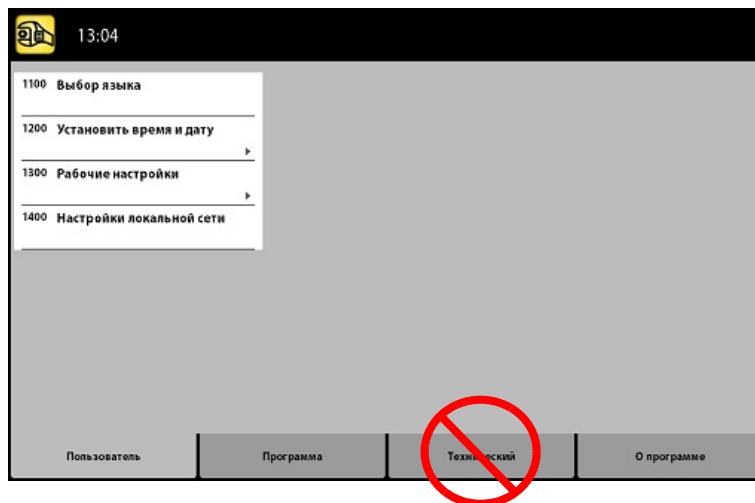 13:04
1100 Выбор языка
1200 Установить время и дату
1300 Рабочие настройки
1400 Настройки локальной сети
Пользователь Программа Технический О программе